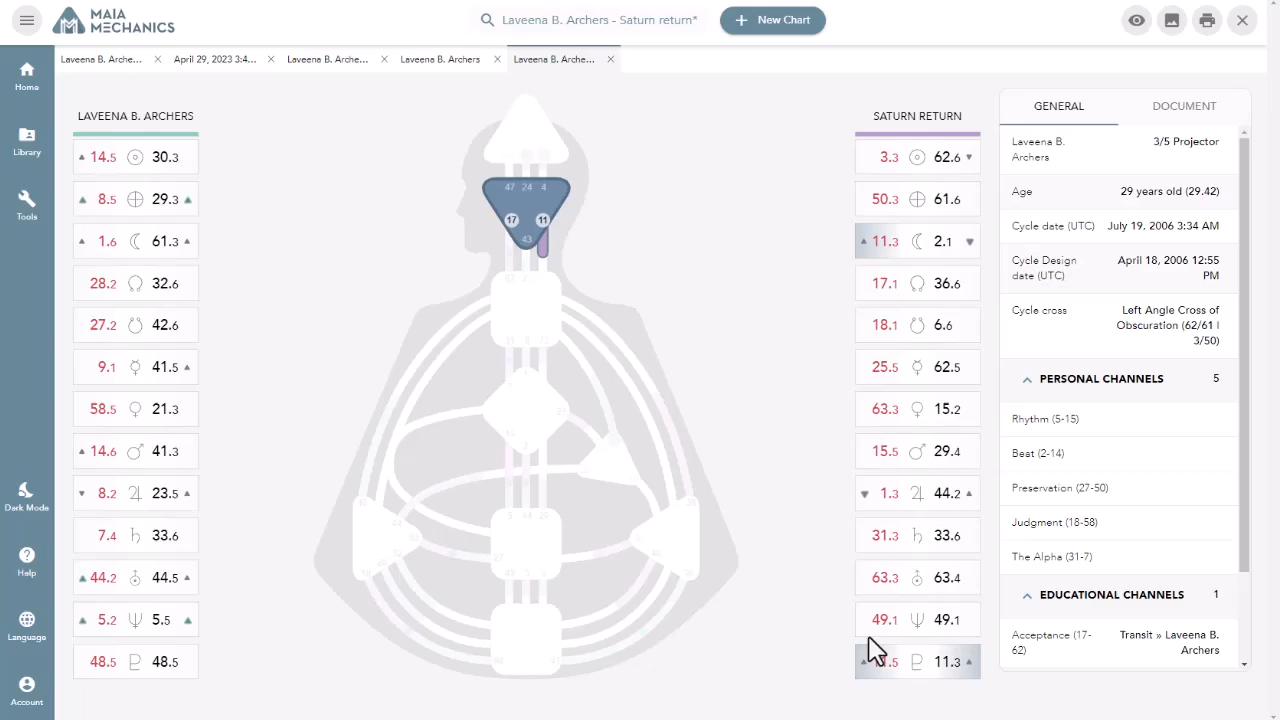 MAIA
MECHANICS
Laveena B. Archers - Saturn return*
New Chart
Laveena B. Arche...
April 29, 2023 3:4...
Laveena B. Arche...
Laveena B. Archers
Laveena B. Arche...
Home
Library
Tools
Dark Mode
Help
Language
Account
LAVEENA B. ARCHERS
14.5 30.3
8.5 29.3
1.6 61.3
28.2 32.6
27.2 42.6
9.1 41.5
58.5 21.3
14.6 41.3
8.2 23.5
7.4 33.6
44.2 44.5
5.2 5.5
48.5 48.5
47 24 4
17 11
43
SATURN RETURN
3.3 62.6
50.3 61.6
11.3 2.1
17.1 36.6
18.1 6.6
25.5 62.5
63.3 15.2
15.5 29.4
1.3 44.2
31.3 33.6
63.3 63.4
49.1 49.1
11.3
GENERAL DOCUMENT
Laveena B. 3/5 Projector
Archers
Age 29 years old (29.42)
Cycle date (UTC) July 19, 2006 3:34 AM
Cycle Design April 18, 2006 12:55
date (UTC) PM
Cycle cross Left Angle Cross of
Obscuration (62/61 |
3/50)
PERSONAL CHANNELS 5
Rhythm (5-15)
Beat (2-14)
Preservation (27-50)
Judgment (18-58)
The Alpha (31-7)
EDUCATIONAL CHANNELS 1
Acceptance (17- Transit » Laveena B.
62) Archers